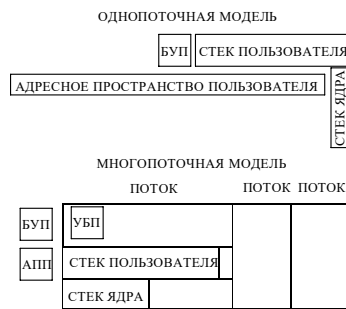 ОДНОПОТОЧНАЯ МОДЕЛЬ
БУП СТЕК ПОЛЬЗОВАТЕЛЯ
АДРЕСНОЕ ПРОСТРАНСТВО ПОЛЬЗОВАТЕЛЯ
СТЕК ЯДРА
МНОГОПОТОЧНАЯ МОДЕЛЬ
ПОТОК ПОТОК ПОТОК
БУП УБП
АПП СТЕК ПОЛЬЗОВАТЕЛЯ
СТЕК ЯДРА